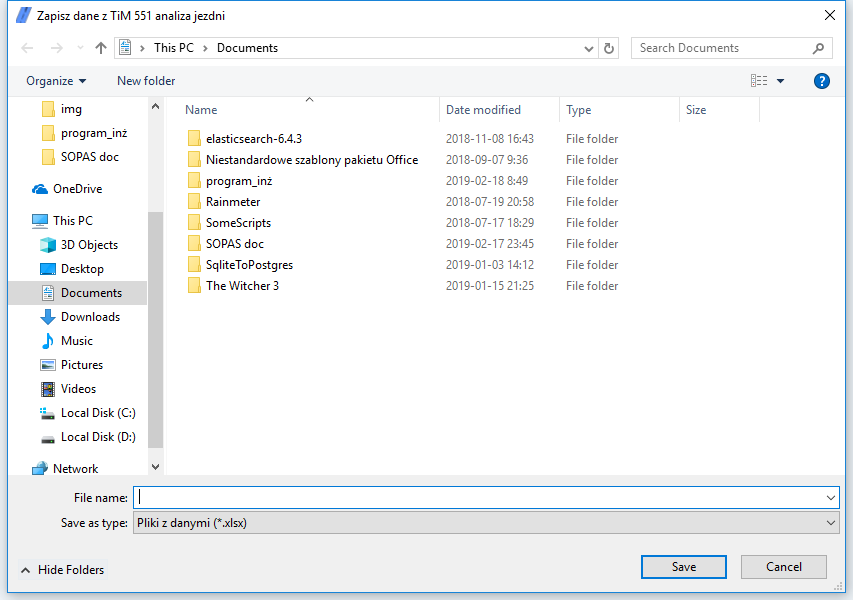 Zapisz dane z TiM 551 analiza jezdni
This PC > Documents
Search Documents
Organize
New folder
img
program_inż
SOPAS doc
OneDrive
This PC
3D Objects
Desktop
Documents
Downloads
Music
Pictures
Videos
Local Disk (C:)
Local Disk (D:)
Network
Name Date modified Type Size
elasticsearch-6.4.3 2018-11-08 16:43 File folder
Niestandardowe szablony pakietu Office 2018-09-07 9:36 File folder
program_inż 2019-02-18 8:49 File folder
Rainmeter 2018-07-19 20:58 File folder
SomeScripts 2018-07-17 18:29 File folder
SOPAS doc 2019-02-17 23:45 File folder
SqliteToPostgres 2019-01-03 14:12 File folder
The Witcher 3 2019-01-15 21:25 File folder
File name:
Save as type: Pliki z danymi (*.xlsx)
Hide Folders
Save
Cancel